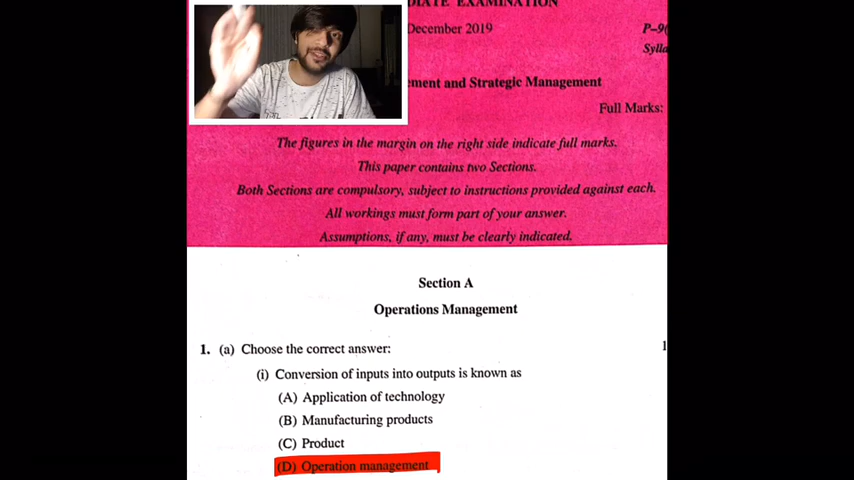 DIATE EXAMINATION
December 2019
P-9(
Sylla
ement and Strategic Management
Full Marks:
The figures in the margin on the right side indicate full marks.
This paper contains two Sections.
Both Sections are compulsory, subject to instructions provided against each.
All workings must form part of your answer.
Assumptions, if any, must be clearly indicated.
Section A
Operations Management
1. (a) Choose the correct answer:
1
(i) Conversion of inputs into outputs is known as
(A) Application of technology
(B) Manufacturing products
(C) Product
(D) Operation management